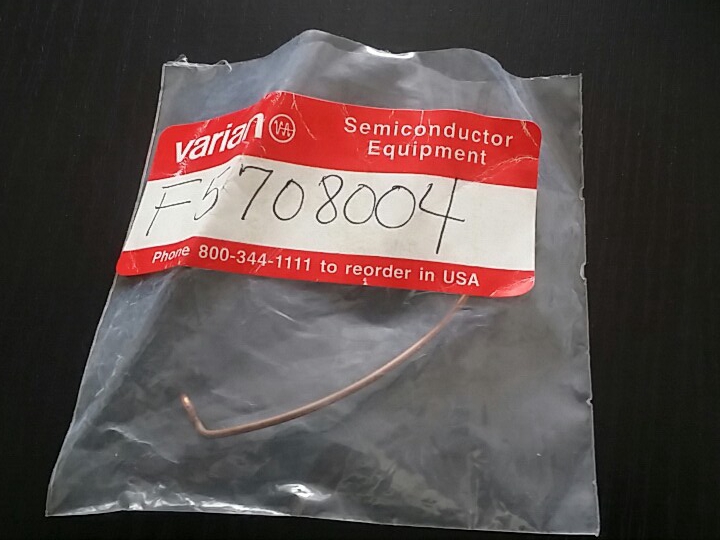 varian
Semiconductor
Equipment
F5708004
Phone 800-344-1111 to reorder in USA